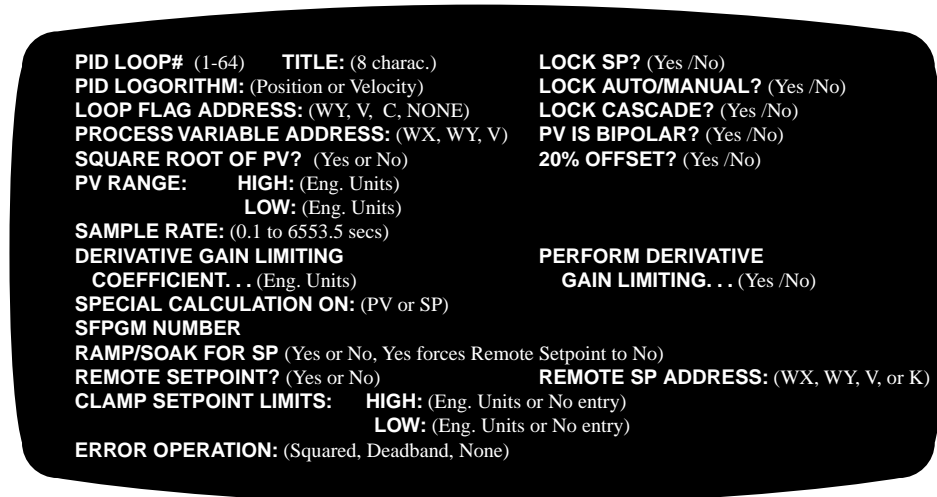 PID LOOP# (1-64) TITLE: (8 charac.) LOCK SP? (Yes /No)
PID LOGORITHM: (Position or Velocity) LOCK AUTO/MANUAL? (Yes /No)
LOOP FLAG ADDRESS: (WY, V, C, NONE) LOCK CASCADE? (Yes /No)
PROCESS VARIABLE ADDRESS: (WX, WY, V) PV IS BIPOLAR? (Yes /No)
SQUARE ROOT OF PV? (Yes or No) 20% OFFSET? (Yes /No)
PV RANGE: HIGH: (Eng. Units)
LOW: (Eng. Units)
SAMPLE RATE: (0.1 to 6553.5 secs)
DERIVATIVE GAIN LIMITING PERFORM DERIVATIVE
COEFFICIENT. . . (Eng. Units) GAIN LIMITING. . . (Yes /No)
SPECIAL CALCULATION ON: (PV or SP)
SFPGM NUMBER
RAMP/SOAK FOR SP (Yes or No, Yes forces Remote Setpoint to No)
REMOTE SETPOINT? (Yes or No) REMOTE SP ADDRESS: (WX, WY, V, or K)
CLAMP SETPOINT LIMITS: HIGH: (Eng. Units or No entry)
LOW: (Eng. Units or No entry)
ERROR OPERATION: (Squared, Deadband, None)